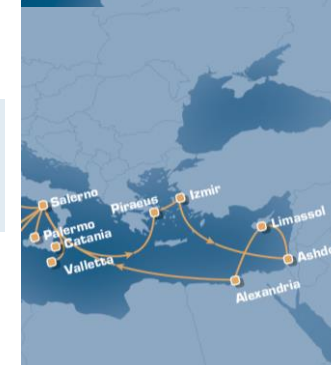 Salerno
Piraeus
Izmir
Palermo
Catania
Limassol
Valletta
Ashd
Alexandria